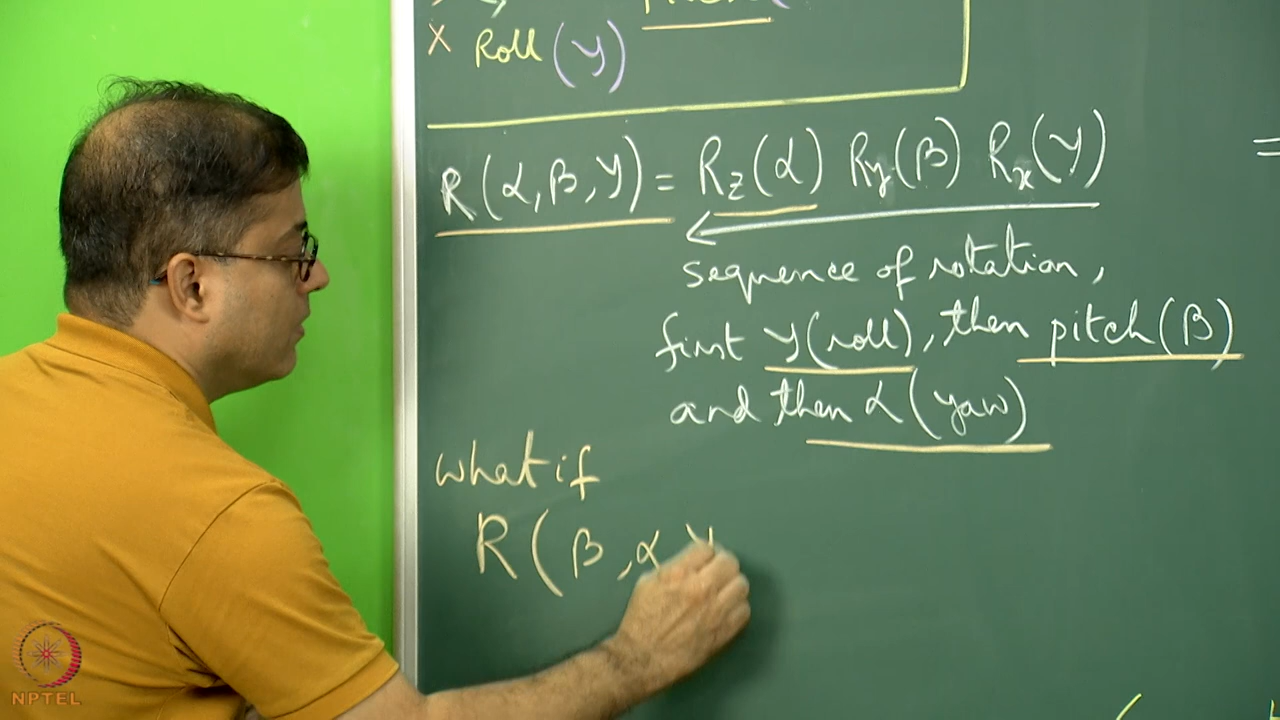 X Roll (γ)
R(α, β, γ) = Rz(α) Ry(β) Rx(γ) =
sequence of rotation,
first γ(roll), then pitch(β)
and then α(yaw)
what if
R(β, α
NPTEL